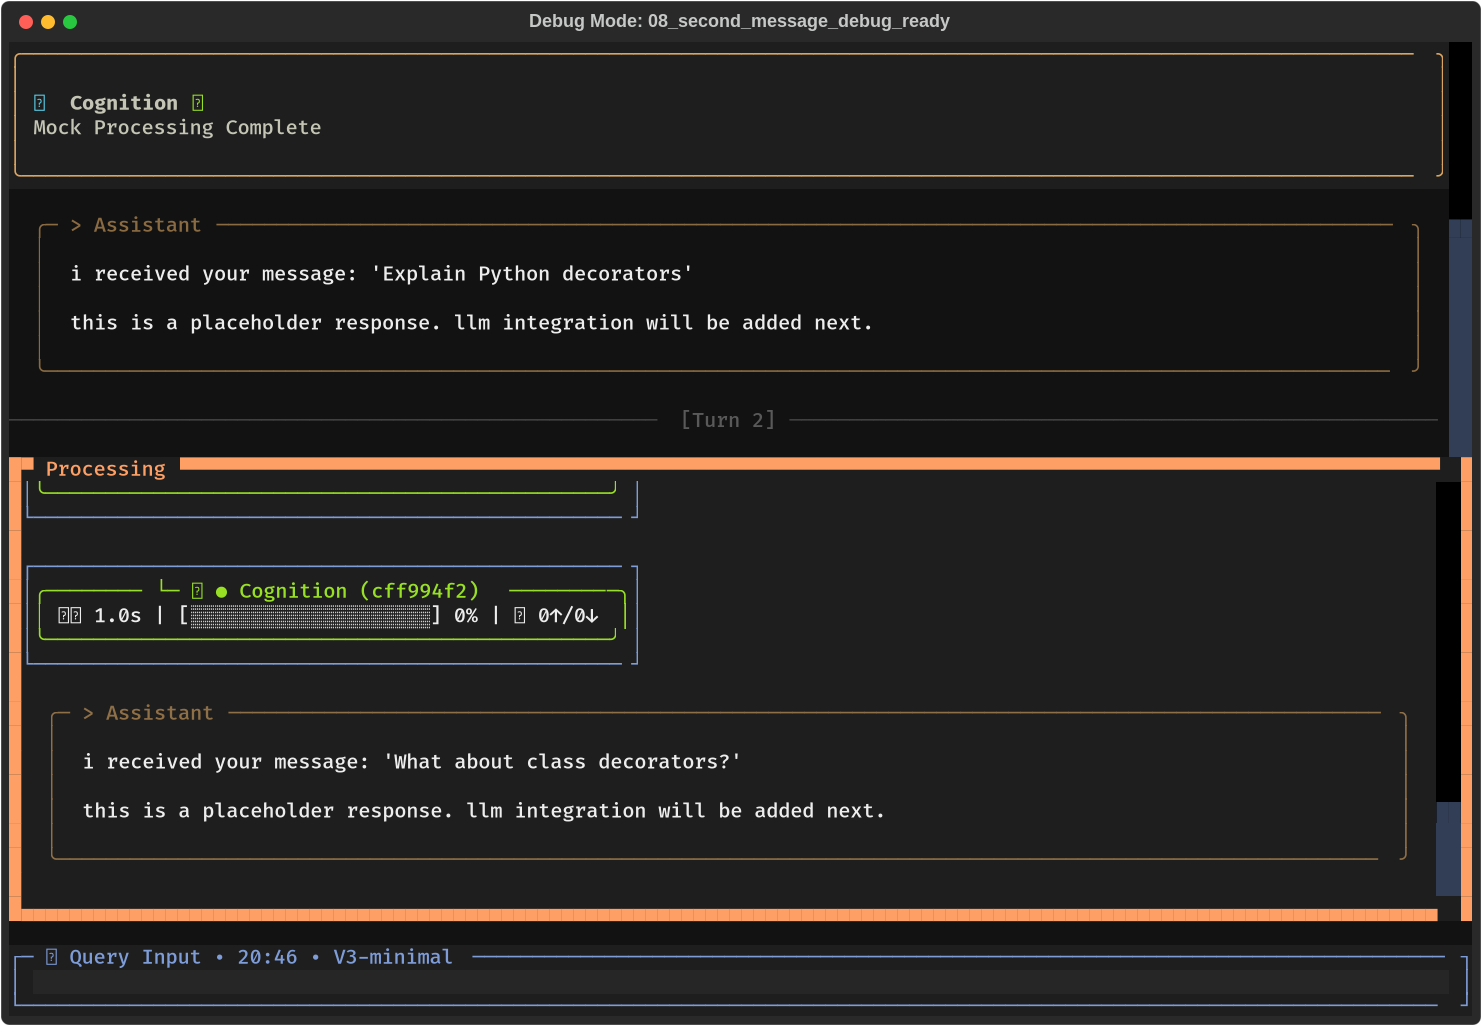 Debug Mode: 08_second_message_debug_ready
Cognition
Mock Processing Complete
> Assistant
i received your message: 'Explain Python decorators'
this is a placeholder response. llm integration will be added next.
[Turn 2]
Processing
└─ ● Cognition (cff994f2)
1.0s | [░░░░░░░░░░░░░░░░░░░░] 0% | 0↑/0↓
> Assistant
i received your message: 'What about class decorators?'
this is a placeholder response. llm integration will be added next.
Query Input • 20:46 • V3-minimal